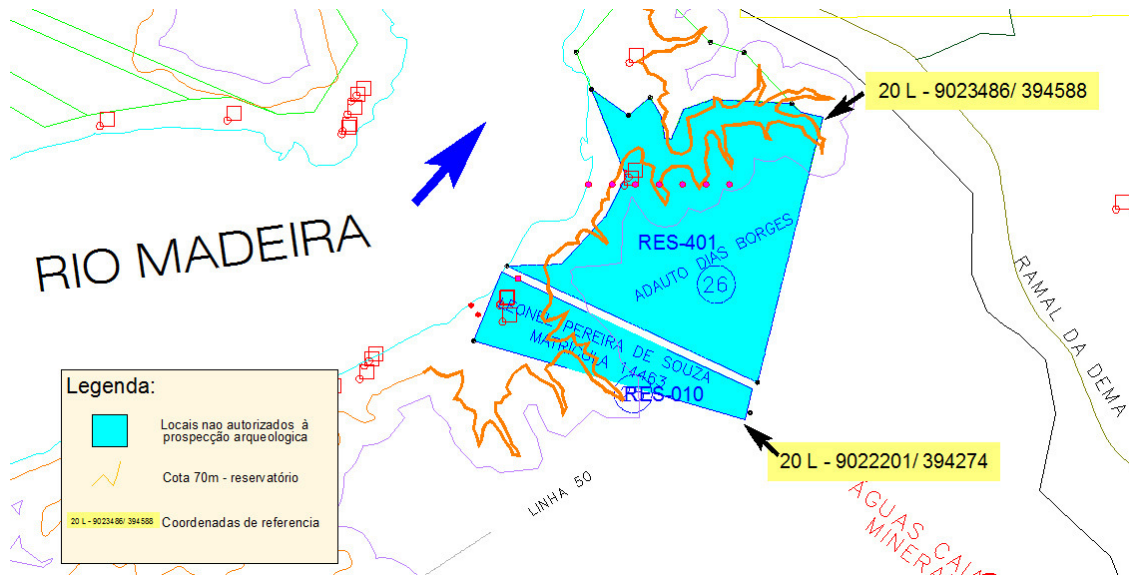 20 L - 9023486/ 394588
RIO MADEIRA
RES-401
ADAUTO DIAS BORGES
26
RAMAL DA DEMA
LEONEL PEREIRA DE SOUZA
MATRICULA 14463
RES-010
Legenda:
Locais nao autorizados à
prospecção arqueologica
Cota 70m - reservatório
20 L - 9023486/ 394588 Coordenadas de referencia
20 L - 9022201/ 394274
LINHA 50
ÁGUAS